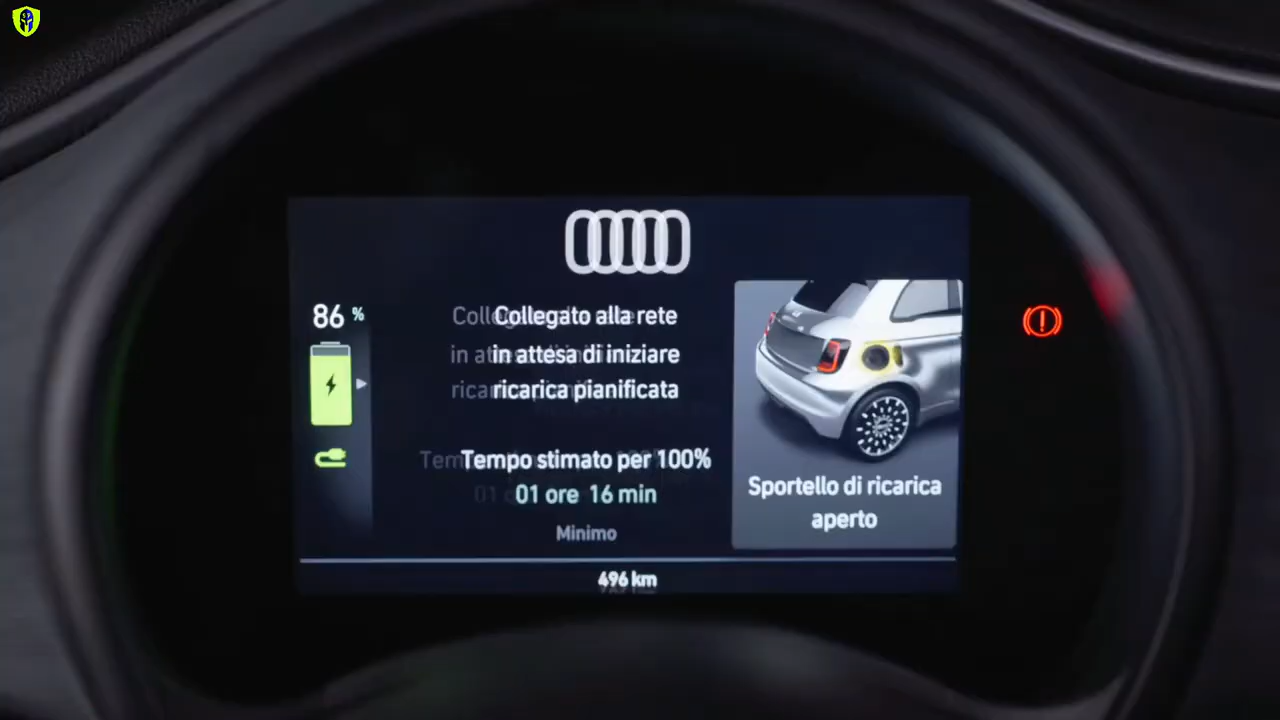 86 %
Collegato alla rete
in attesa di iniziare
ricarica pianificata
Tempo stimato per 100%
01 ore 16 min
Minimo
Sportello di ricarica
aperto
496 km